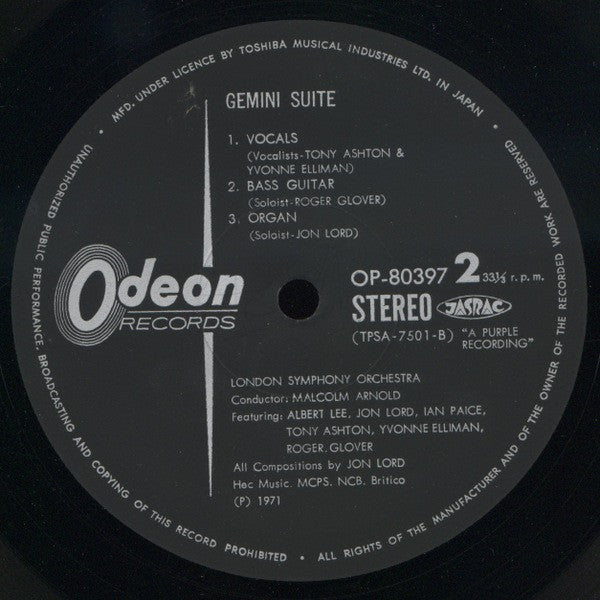 MFD. UNDER LICENCE BY TOSHIBA MUSICAL INDUSTRIES LTD. IN JAPAN •
GEMINI SUITE
1. VOCALS
(Vocalists-TONY ASHTON &
YVONNE ELLIMAN)
2. BASS GUITAR
(Soloist-ROGER GLOVER)
3. ORGAN
(Soloist-JON LORD)
Odeon
RECORDS
OP-80397 2 33⅓ r.p.m.
STEREO JASRAC
(TPSA-7501-B) "A PURPLE
RECORDING"
LONDON SYMPHONY ORCHESTRA
Conductor: MALCOLM ARNOLD
Featuring: ALBERT LEE, JON LORD, IAN PAICE,
TONY ASHTON, YVONNE ELLIMAN,
ROGER. GLOVER
All Compositions by JON LORD
Hec Music. MCPS. NCB. Britico
(P) 1971
UNAUTHORIZED PUBLIC PERFORMANCE. BROADCASTING AND COPYING OF THIS RECORD PROHIBITED •
ALL RIGHTS OF THE MANUFACTURER AND OF THE OWNER OF THE RECORDED WORK ARE RESERVED